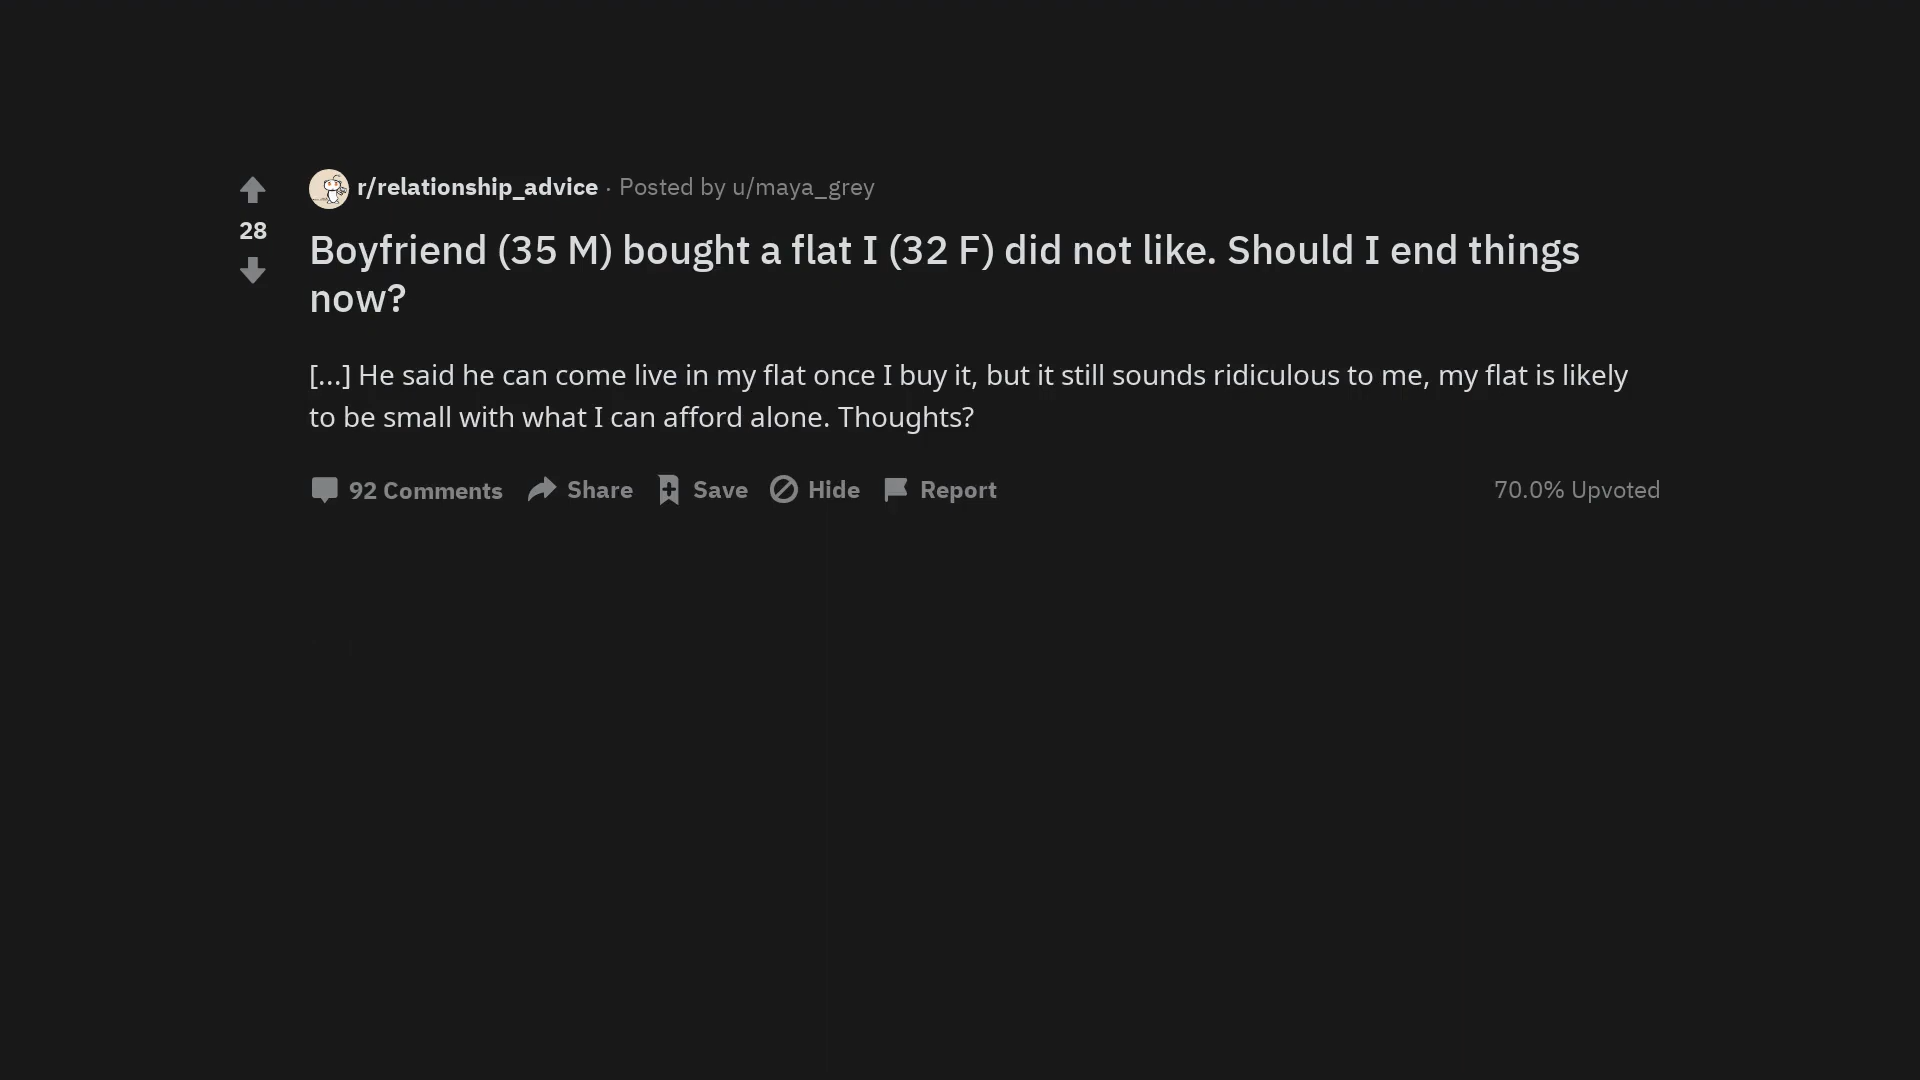 r/relationship_advice · Posted by u/maya_grey
28
Boyfriend (35 M) bought a flat I (32 F) did not like. Should I end things
now?
[...] He said he can come live in my flat once I buy it, but it still sounds ridiculous to me, my flat is likely
to be small with what I can afford alone. Thoughts?
92 Comments Share Save Hide Report 70.0% Upvoted